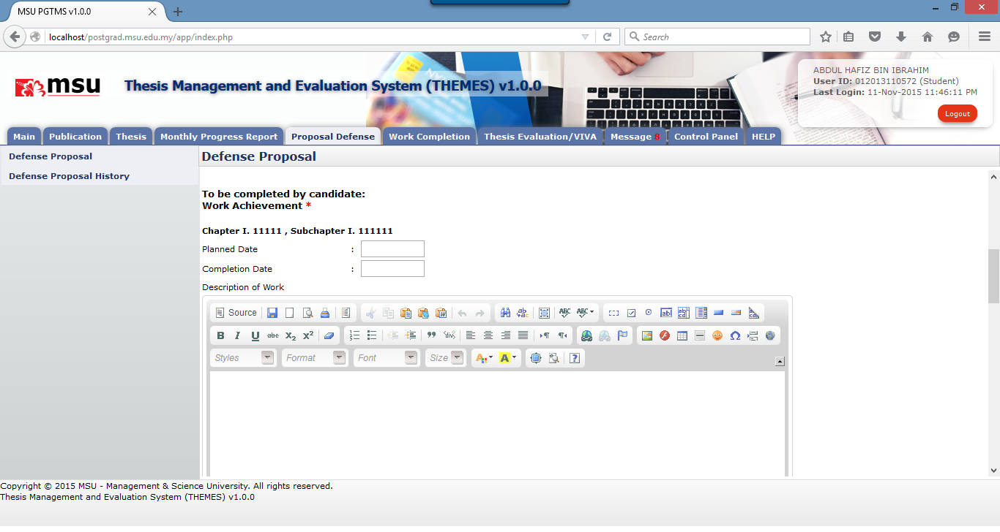 MSU PGTMS v1.0.0
localhost/postgrad.msu.edu.my/app/index.php
Search
msu
Thesis Management and Evaluation System (THEMES) v1.0.0
ABDUL HAFIZ BIN IBRAHIM
User ID: 012013110572 (Student)
Last Login: 11-Nov-2015 11:46:11 PM
Logout
Main Publication Thesis Monthly Progress Report Proposal Defense Work Completion Thesis Evaluation/VIVA Message 8 Control Panel HELP
Defense Proposal
Defense Proposal History
Defense Proposal
To be completed by candidate:
Work Achievement *
Chapter I. 11111 , Subchapter I. 111111
Planned Date :
Completion Date :
Description of Work
Source
B I U abc X₂ X²
Styles Format Font Size A A ?
Copyright © 2015 MSU - Management & Science University. All rights reserved.
Thesis Management and Evaluation System (THEMES) v1.0.0